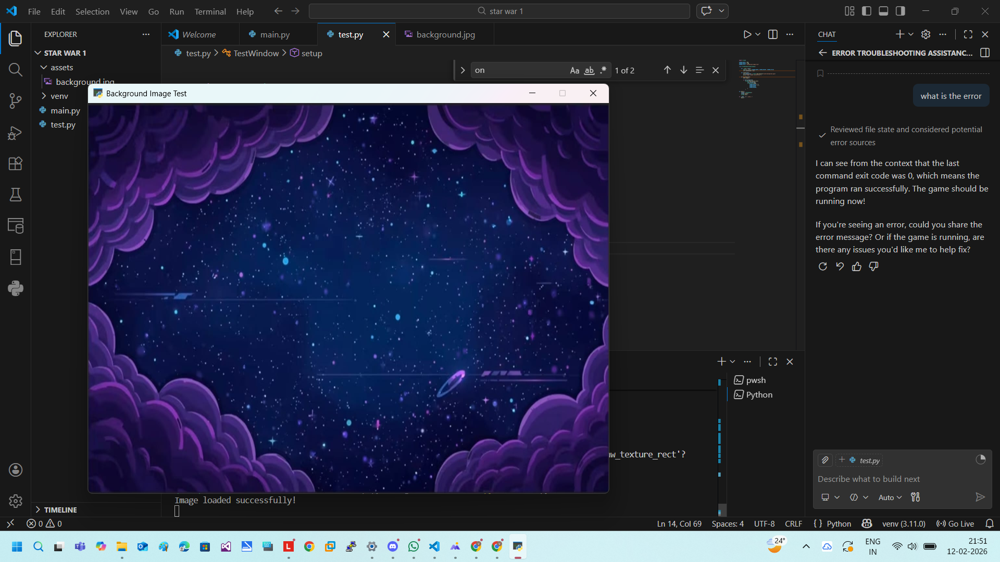 File Edit Selection View Go Run Terminal Help
star war 1
EXPLORER
STAR WAR 1
assets
background.jpg
venv
main.py
test.py
TIMELINE
Welcome
main.py
test.py
background.jpg
test.py > TestWindow > setup
on
Aa ab
1 of 2
Background Image Test
aw_texture_rect'?
Image loaded successfully!
pwsh
Python
CHAT
ERROR TROUBLESHOOTING ASSISTANC...
what is the error
Reviewed file state and considered potential
error sources
I can see from the context that the last
command exit code was 0, which means the
program ran successfully. The game should be
running now!
If you're seeing an error, could you share the
error message? Or if the game is running, are
there any issues you'd like me to help fix?
test.py
Describe what to build next
Auto
0 0
Ln 14, Col 69 Spaces: 4 UTF-8 CRLF { } Python venv (3.11.0) Go Live
24°
ENG
IN
21:51
12-02-2026